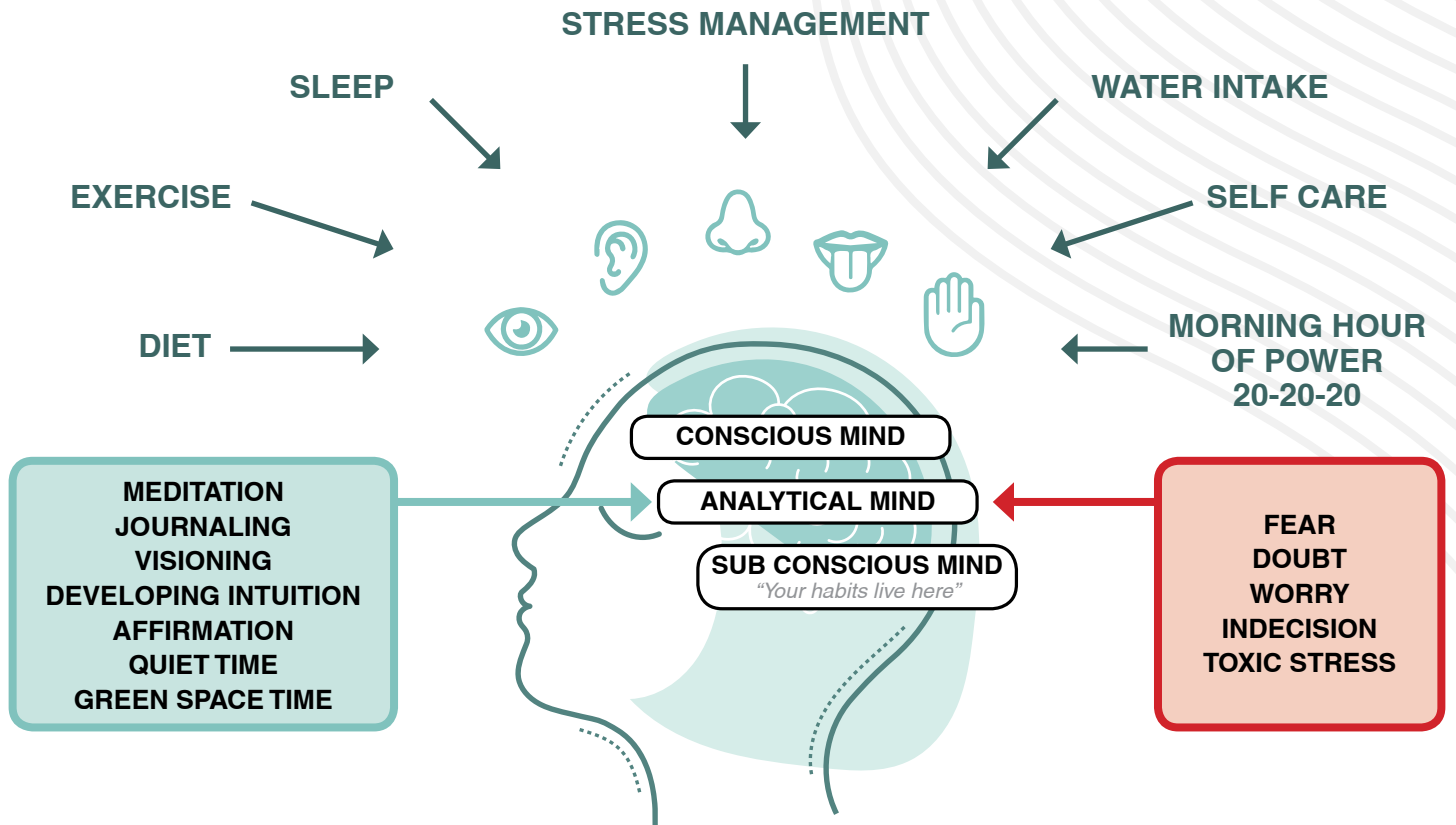 STRESS MANAGEMENT
SLEEP
WATER INTAKE
EXERCISE
SELF CARE
DIET
MORNING HOUR
OF POWER
20-20-20
CONSCIOUS MIND
ANALYTICAL MIND
SUB CONSCIOUS MIND
“Your habits live here”
MEDITATION
JOURNALING
VISIONING
DEVELOPING INTUITION
AFFIRMATION
QUIET TIME
GREEN SPACE TIME
FEAR
DOUBT
WORRY
INDECISION
TOXIC STRESS